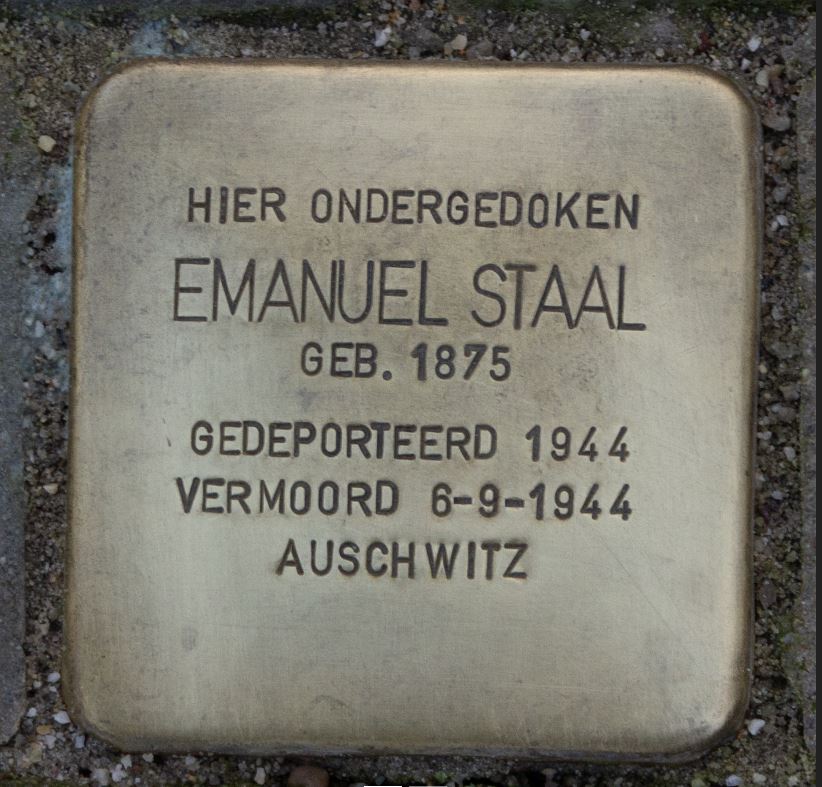 HIER ONDERGEDOKEN
EMANUEL STAAL
GEB. 1875
GEDEPORTEERD 1944
VERMOORD 6-9-1944
AUSCHWITZ